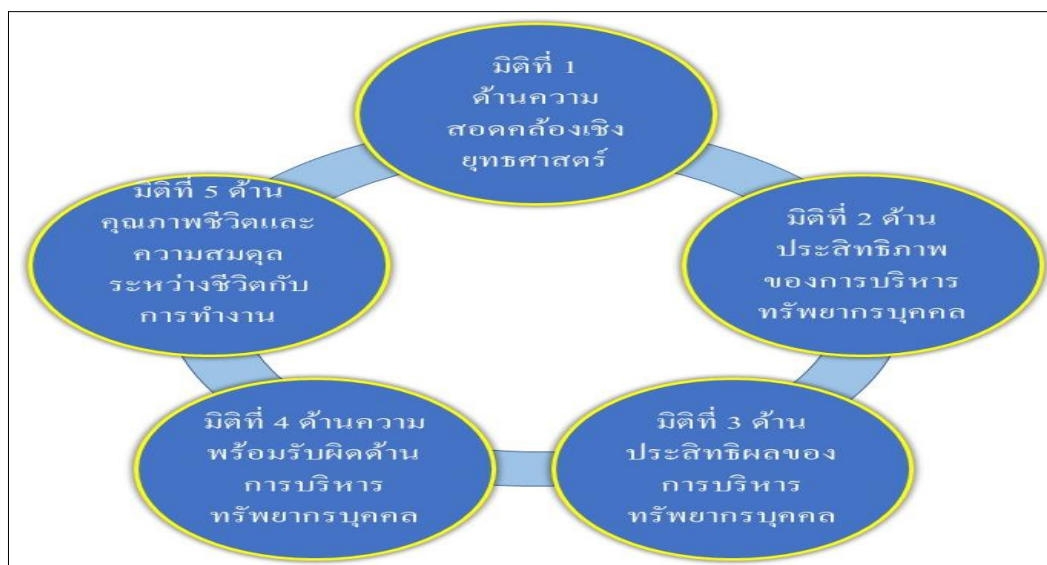 มิติที่ 1
ด้านความ
สอดคล้องเชิง
ยุทธศาสตร์
มิติที่ 2 ด้าน
ประสิทธิภาพ
ของการบริหาร
ทรัพยากรบุคคล
มิติที่ 3 ด้าน
ประสิทธิผลของ
การบริหาร
ทรัพยากรบุคคล
มิติที่ 4 ด้านความ
พร้อมรับผิดด้าน
การบริหาร
ทรัพยากรบุคคล
มิติที่ 5 ด้าน
คุณภาพชีวิตและ
ความสมดุล
ระหว่างชีวิตกับ
การทำงาน